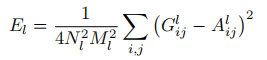 E_l = \frac{1}{4N_l^2 M_l^2} \sum_{i,j} \left( G_{ij}^l - A_{ij}^l \right)^2